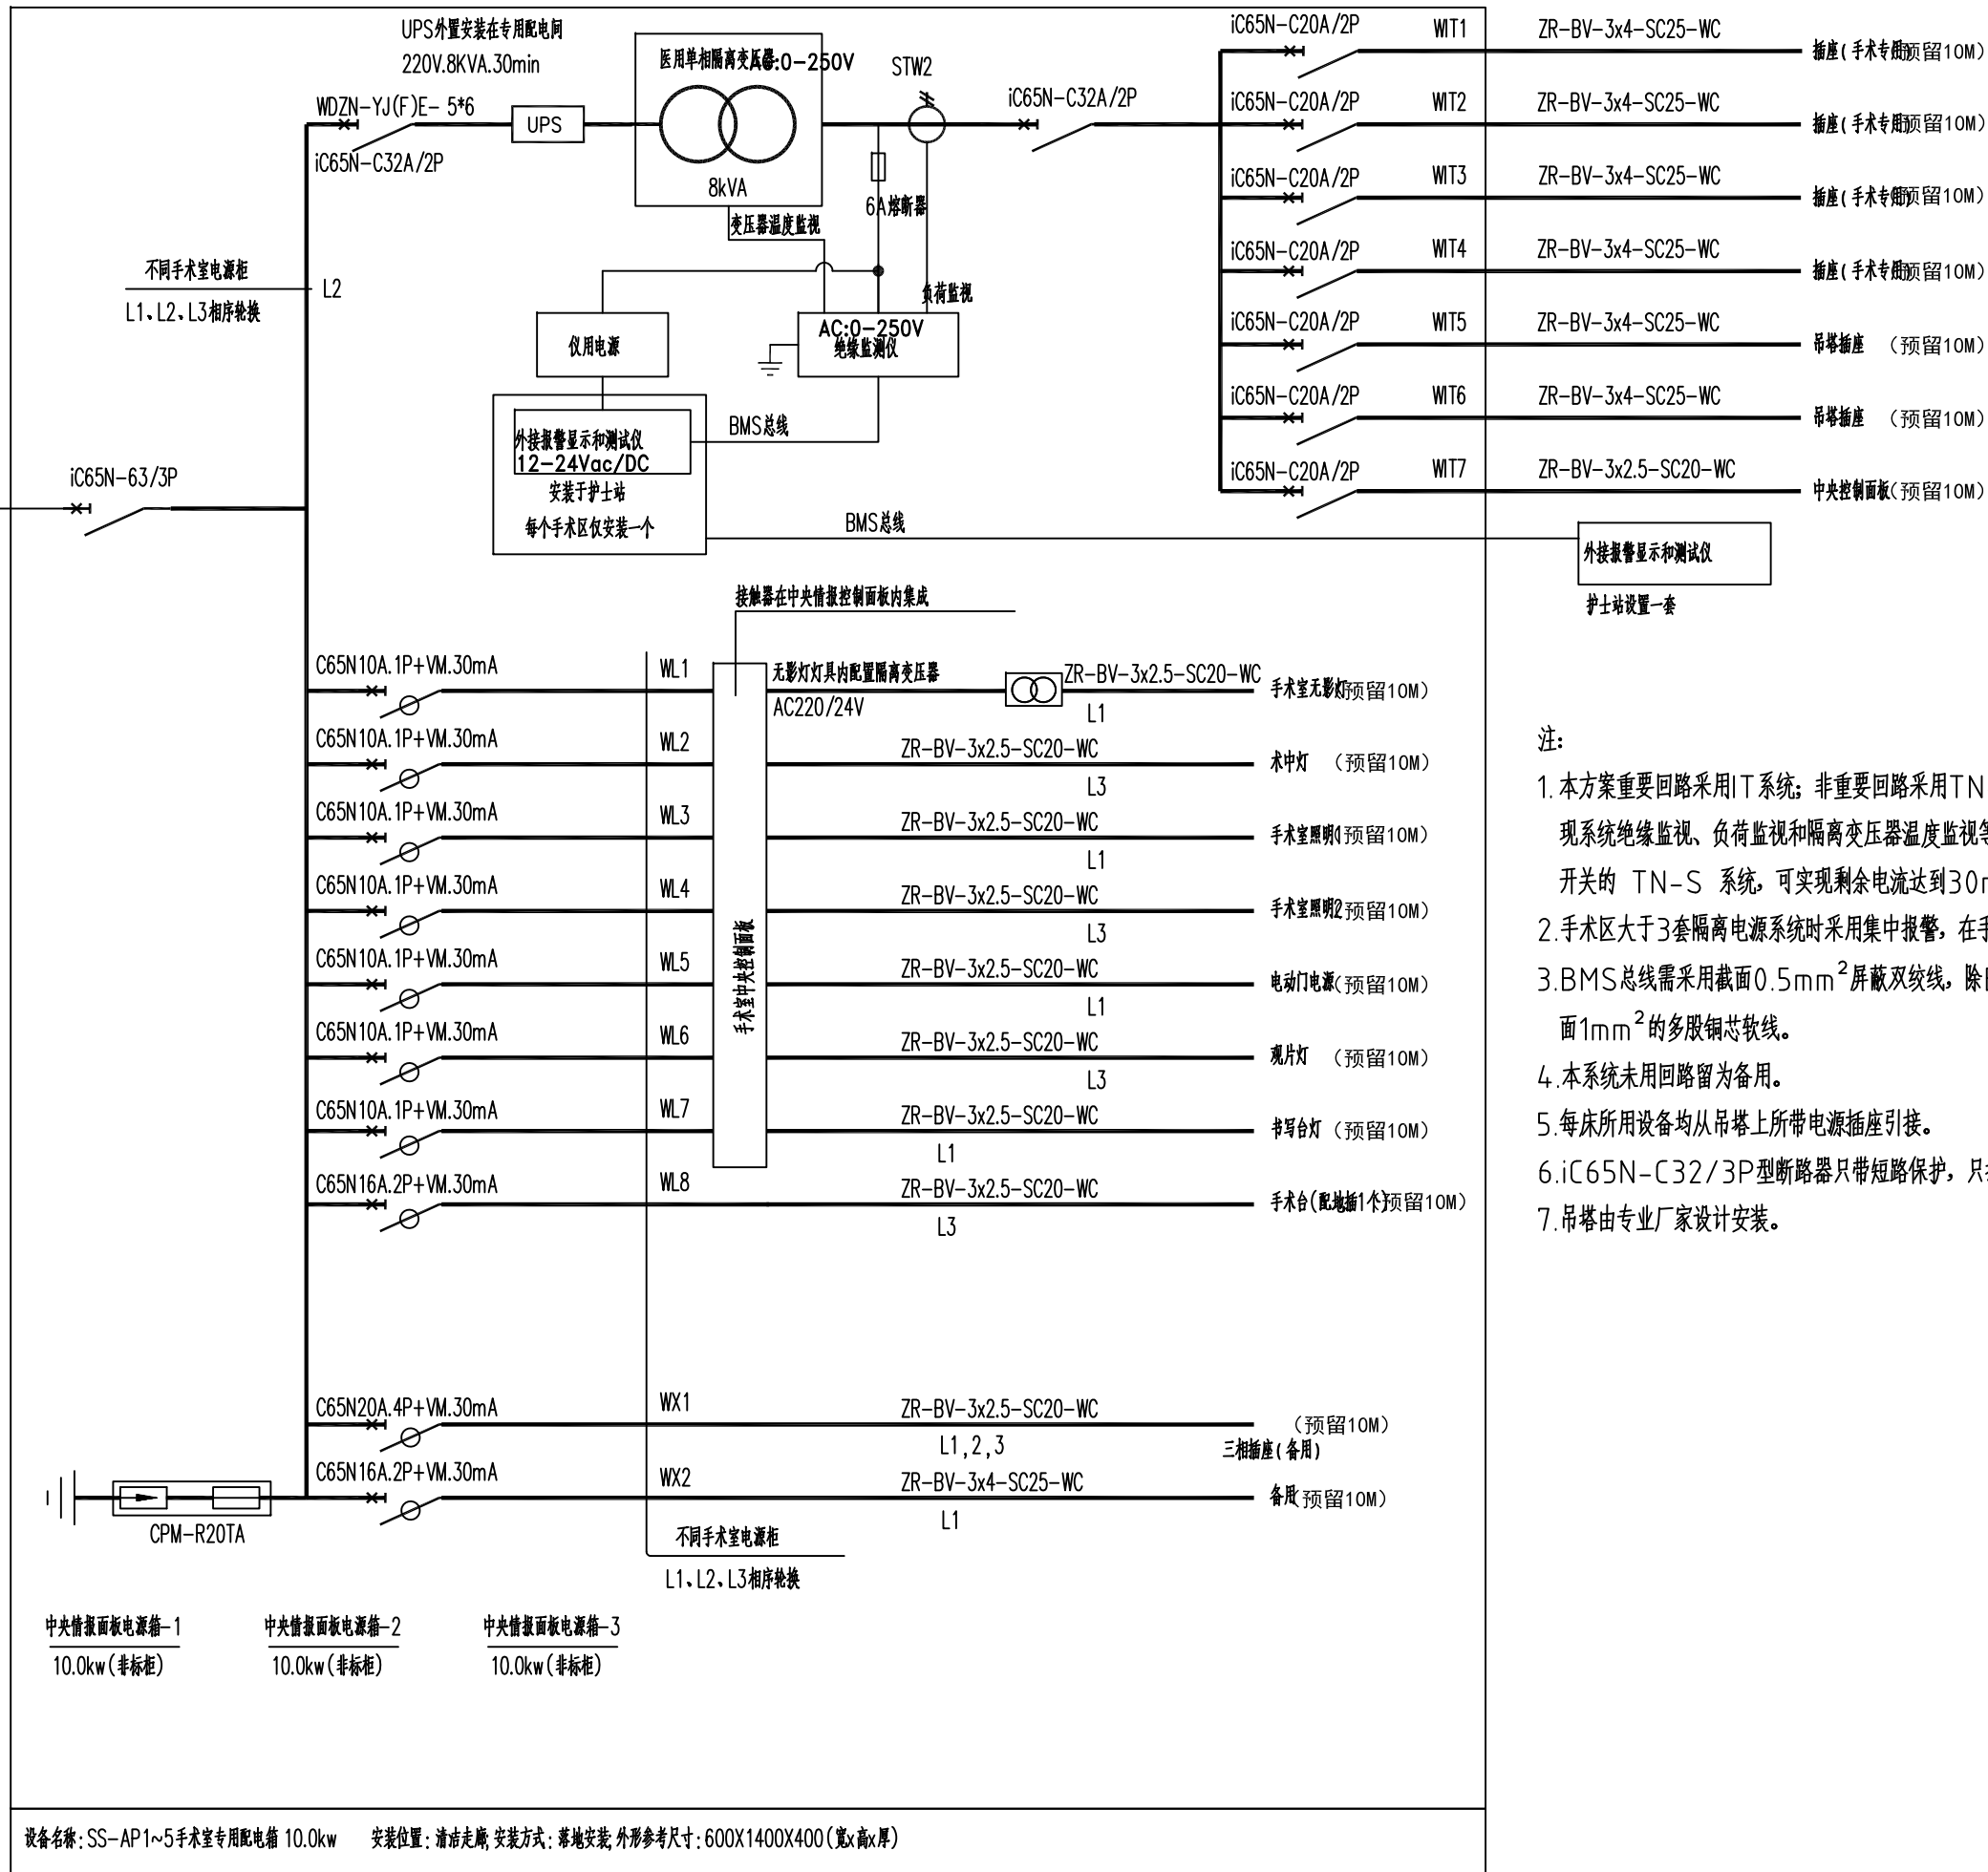 UPS外置安装在专用配电间
220V.8KVA.30min
WDZN-YJ(F)E- 5*6
iC65N-C32A/2P
UPS
医用单相隔离变压器
AC:0-250V
8kVA
变压器温度监视
STW2
6A熔断器
iC65N-C32A/2P
负荷监视
不同手术室电源柜
L1、L2、L3相序轮换
L2
仪用电源
AC:0-250V
绝缘监测仪
外接报警显示和测试仪
12-24Vac/DC
安装于护士站
每个手术区仅安装一个
BMS总线
BMS总线
iC65N-63/3P
iC65N-C20A/2P WIT1 ZR-BV-3x4-SC25-WC 插座(手术专用)预留10M)
iC65N-C20A/2P WIT2 ZR-BV-3x4-SC25-WC 插座(手术专用)预留10M)
iC65N-C20A/2P WIT3 ZR-BV-3x4-SC25-WC 插座(手术专用)预留10M)
iC65N-C20A/2P WIT4 ZR-BV-3x4-SC25-WC 插座(手术专用)预留10M)
iC65N-C20A/2P WIT5 ZR-BV-3x4-SC25-WC 吊塔插座 (预留10M)
iC65N-C20A/2P WIT6 ZR-BV-3x4-SC25-WC 吊塔插座 (预留10M)
iC65N-C20A/2P WIT7 ZR-BV-3x2.5-SC20-WC 中央控制面板(预留10M)
外接报警显示和测试仪
护士站设置一套
接触器在中央情报控制面板内集成
手术室中央控制面板
C65N10A.1P+VM.30mA WL1 无影灯灯具内配置隔离变压器 ZR-BV-3x2.5-SC20-WC 手术室无影灯预留10M)
AC220/24V L1
C65N10A.1P+VM.30mA WL2 ZR-BV-3x2.5-SC20-WC 术中灯 (预留10M)
L3
C65N10A.1P+VM.30mA WL3 ZR-BV-3x2.5-SC20-WC 手术室照明1预留10M)
L1
C65N10A.1P+VM.30mA WL4 ZR-BV-3x2.5-SC20-WC 手术室照明2预留10M)
L3
C65N10A.1P+VM.30mA WL5 ZR-BV-3x2.5-SC20-WC 电动门电源(预留10M)
L1
C65N10A.1P+VM.30mA WL6 ZR-BV-3x2.5-SC20-WC 观片灯 (预留10M)
L3
C65N10A.1P+VM.30mA WL7 ZR-BV-3x2.5-SC20-WC 书写台灯 (预留10M)
L1
C65N16A.2P+VM.30mA WL8 ZR-BV-3x2.5-SC20-WC 手术台(配地插1个)预留10M)
L3
C65N20A.4P+VM.30mA WX1 ZR-BV-3x2.5-SC20-WC (预留10M)
L1,2,3 三相插座(备用)
C65N16A.2P+VM.30mA WX2 ZR-BV-3x4-SC25-WC 备用(预留10M)
L1
CPM-R20TA
不同手术室电源柜
L1、L2、L3相序轮换
中央情报面板电源箱-1
10.0kw(非标柜)
中央情报面板电源箱-2
10.0kw(非标柜)
中央情报面板电源箱-3
10.0kw(非标柜)
注:
1.本方案重要回路采用IT系统;非重要回路采用TN
现系统绝缘监视、负荷监视和隔离变压器温度监视等
开关的 TN-S 系统,可实现剩余电流达到30m
2.手术区大于3套隔离电源系统时采用集中报警,在手
3.BMS总线需采用截面0.5mm²屏蔽双绞线,除
面1mm²的多股铜芯软线。
4.本系统未用回路留为备用。
5.每床所用设备均从吊塔上所带电源插座引接。
6.iC65N-C32/3P型断路器只带短路保护,只
7.吊塔由专业厂家设计安装。
设备名称:SS-AP1~5手术室专用配电箱 10.0kw 安装位置:清洁走廊,安装方式:落地安装,外形参考尺寸:600X1400X400(宽x高x厚)